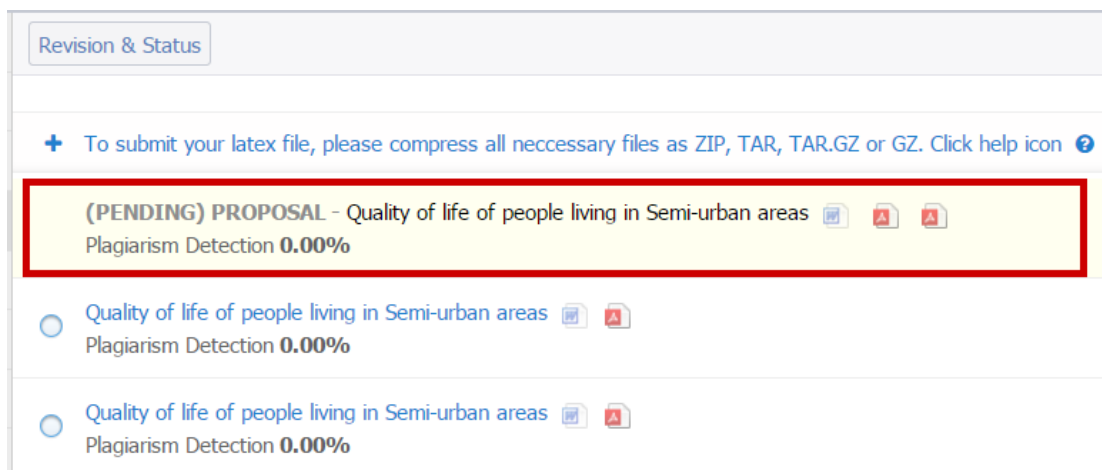 Revision & Status
+ To submit your latex file, please compress all neccessary files as ZIP, TAR, TAR.GZ or GZ. Click help icon ?
(PENDING) PROPOSAL - Quality of life of people living in Semi-urban areas
Plagiarism Detection 0.00%
Quality of life of people living in Semi-urban areas
Plagiarism Detection 0.00%
Quality of life of people living in Semi-urban areas
Plagiarism Detection 0.00%